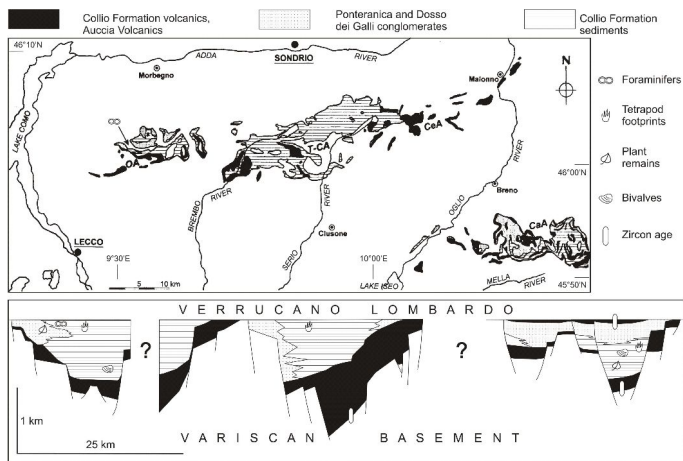 Collio Formation volcanics,
Auccia Volcanics
Ponteranica and Dosso
dei Galli conglomerates
Collio Formation
sediments
46°10'N
ADDA
SONDRIO
RIVER
Morbegno
Malonno
N
LAKE COMO
OA
T-CA
CeA
RIVER
46°00'
BREMBO
RIVER
RIVER
SERIO
Clusone
OGLIO
Breno
CaA
LECCO
9°30'E
10°00'E
5 10 km
LAKE ISEO
MELLA
RIVER
45°50'
Foraminifers
Tetrapod
footprints
Plant
remains
Bivalves
Zircon age
VERRUCANO LOMBARDO
? ?
1 km
25 km
VARISCAN BASEMENT